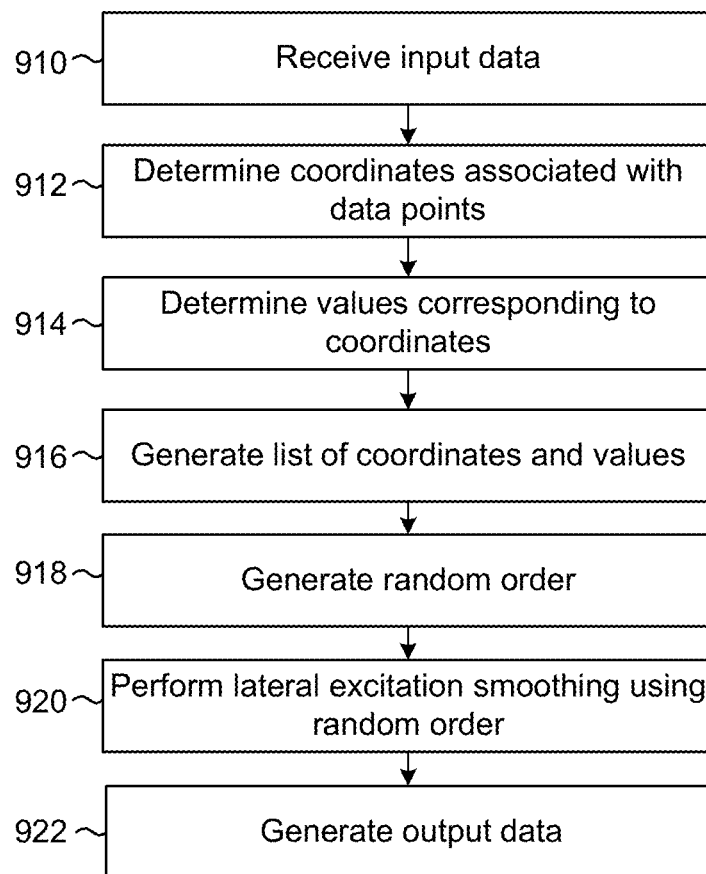 910
Receive input data
912
Determine coordinates associated with
data points
914
Determine values corresponding to
coordinates
916
Generate list of coordinates and values
918
Generate random order
920
Perform lateral excitation smoothing using
random order
922
Generate output data